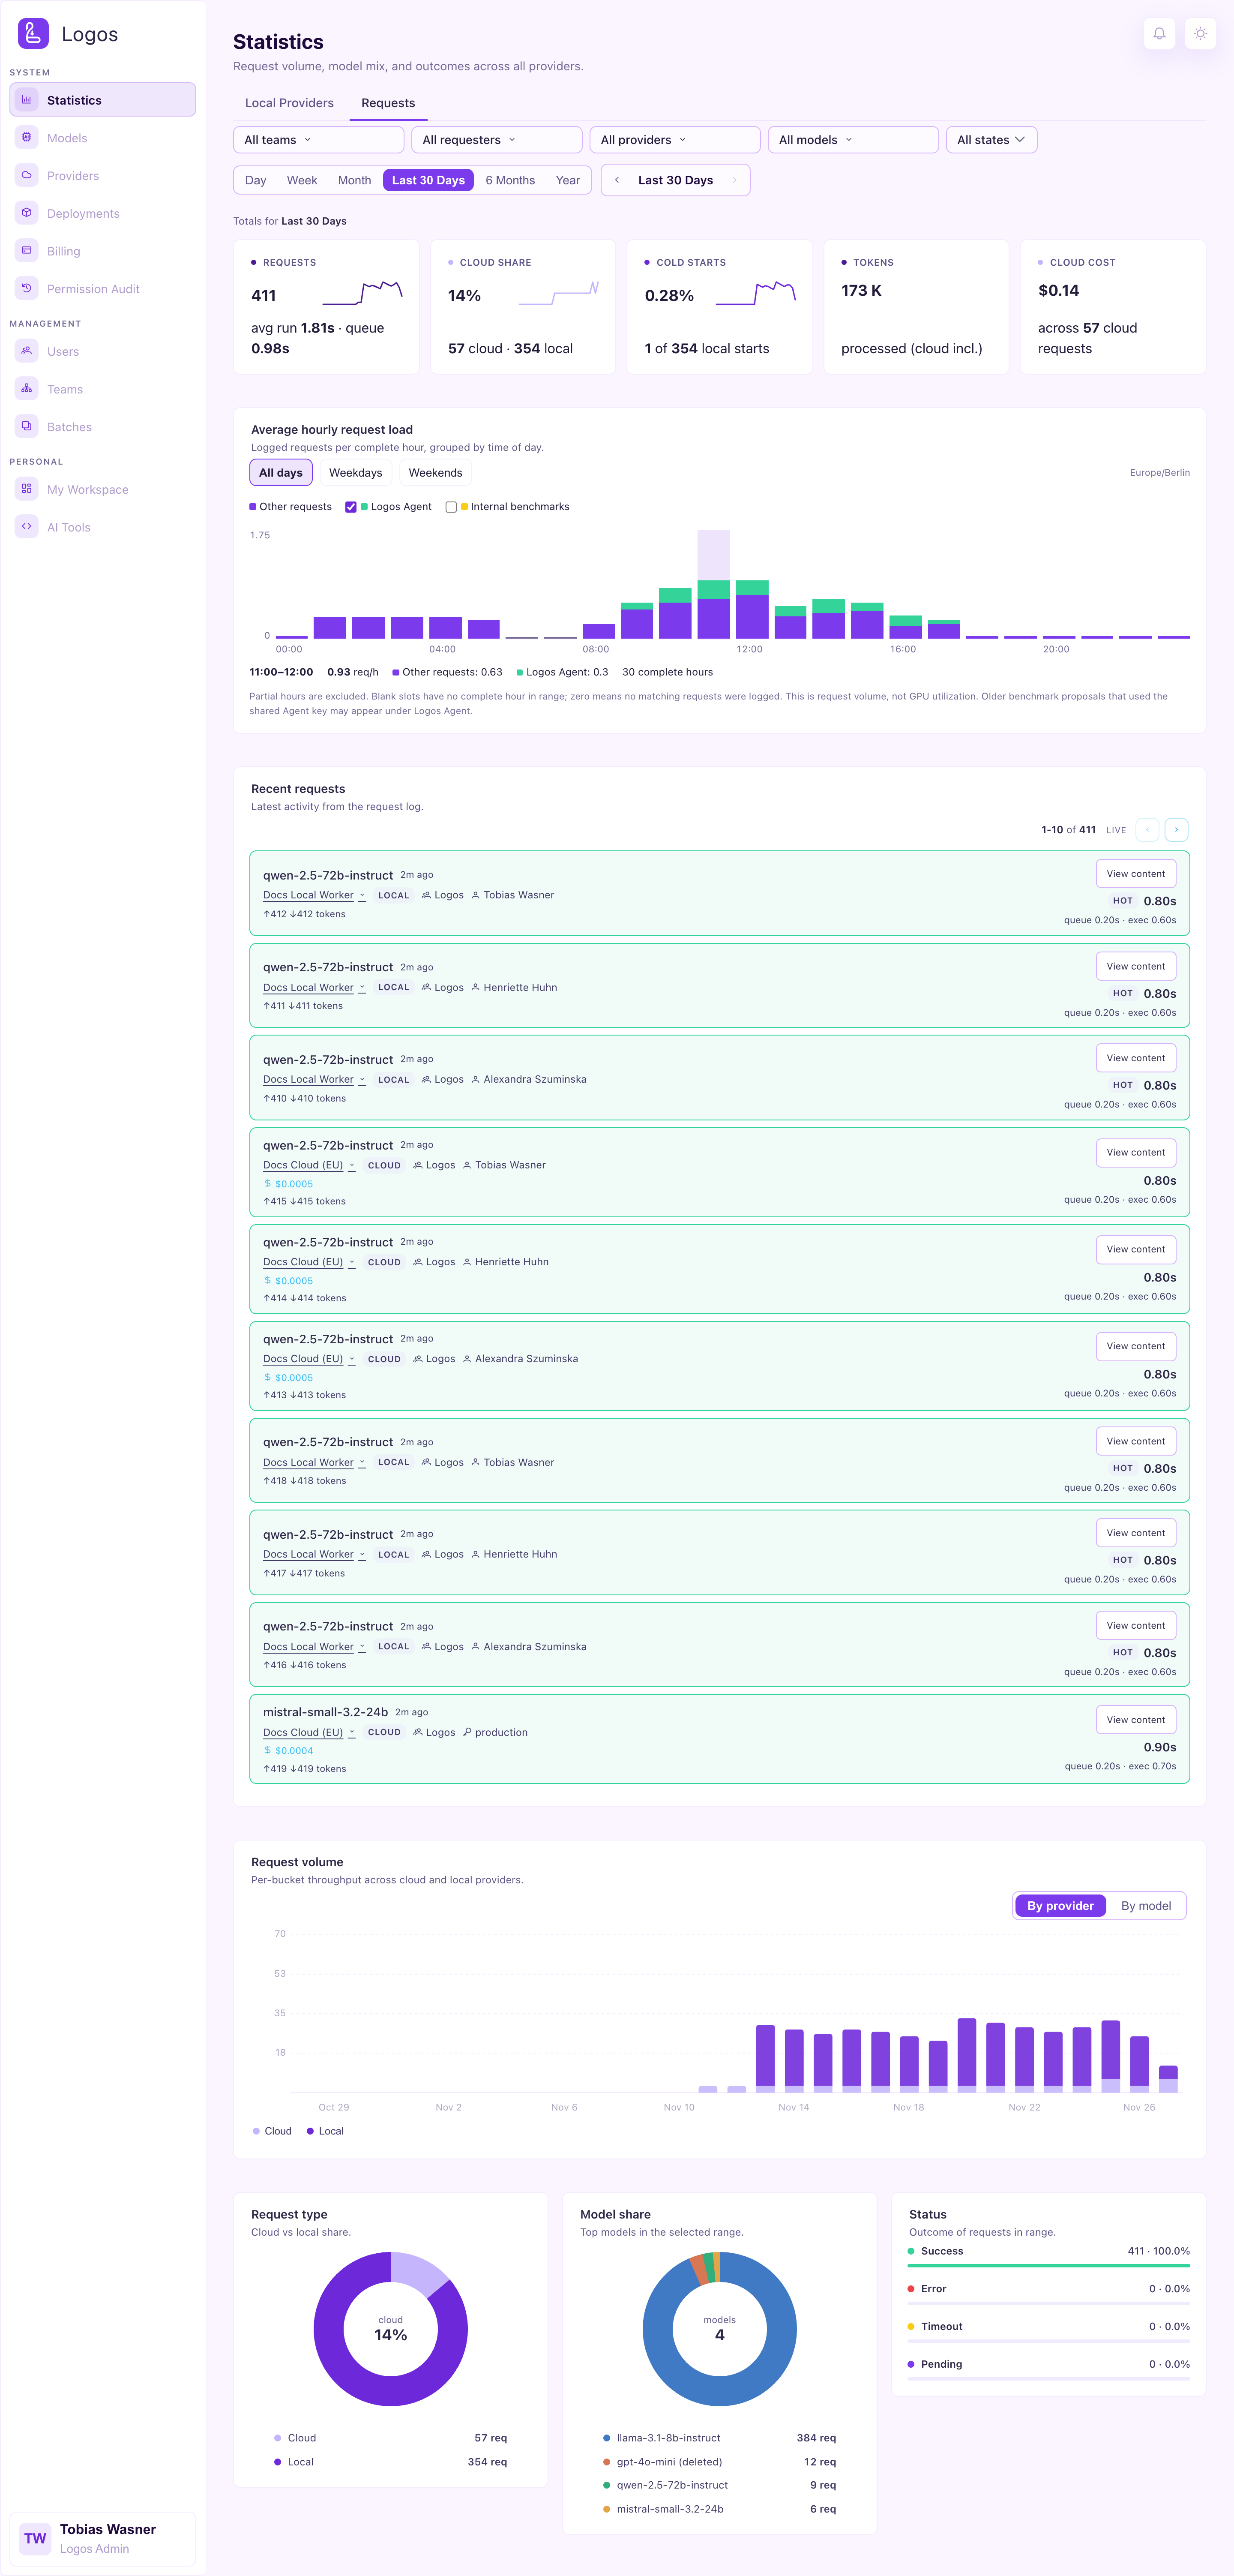 Logos
SYSTEM
Statistics
Models
Providers
Deployments
Billing
Permission Audit
MANAGEMENT
Users
Teams
Batches
PERSONAL
My Workspace
AI Tools
TW
Tobias Wasner
Logos Admin
Statistics
Request volume, model mix, and outcomes across all providers.
Local Providers Requests
All teams All requesters All providers All models All states
Day Week Month Last 30 Days 6 Months Year ‹ Last 30 Days ›
Totals for Last 30 Days
REQUESTS
411
avg run 1.81s · queue
0.98s
CLOUD SHARE
14%
57 cloud · 354 local
COLD STARTS
0.28%
1 of 354 local starts
TOKENS
173 K
processed (cloud incl.)
CLOUD COST
$0.14
across 57 cloud
requests
Average hourly request load
Logged requests per complete hour, grouped by time of day.
All days Weekdays Weekends Europe/Berlin
Other requests Logos Agent Internal benchmarks
1.75
0
00:00 04:00 08:00 12:00 16:00 20:00
11:00–12:00 0.93 req/h Other requests: 0.63 Logos Agent: 0.3 30 complete hours
Partial hours are excluded. Blank slots have no complete hour in range; zero means no matching requests were logged. This is request volume, not GPU utilization. Older benchmark proposals that used the
shared Agent key may appear under Logos Agent.
Recent requests
Latest activity from the request log.
1-10 of 411 LIVE ‹ ›
qwen-2.5-72b-instruct 2m ago View content
Docs Local Worker LOCAL Logos Tobias Wasner HOT 0.80s
↑412 ↓412 tokens queue 0.20s · exec 0.60s
qwen-2.5-72b-instruct 2m ago View content
Docs Local Worker LOCAL Logos Henriette Huhn HOT 0.80s
↑411 ↓411 tokens queue 0.20s · exec 0.60s
qwen-2.5-72b-instruct 2m ago View content
Docs Local Worker LOCAL Logos Alexandra Szuminska HOT 0.80s
↑410 ↓410 tokens queue 0.20s · exec 0.60s
qwen-2.5-72b-instruct 2m ago View content
Docs Cloud (EU) CLOUD Logos Tobias Wasner
$ $0.0005 0.80s
↑415 ↓415 tokens queue 0.20s · exec 0.60s
qwen-2.5-72b-instruct 2m ago View content
Docs Cloud (EU) CLOUD Logos Henriette Huhn
$ $0.0005 0.80s
↑414 ↓414 tokens queue 0.20s · exec 0.60s
qwen-2.5-72b-instruct 2m ago View content
Docs Cloud (EU) CLOUD Logos Alexandra Szuminska
$ $0.0005 0.80s
↑413 ↓413 tokens queue 0.20s · exec 0.60s
qwen-2.5-72b-instruct 2m ago View content
Docs Local Worker LOCAL Logos Tobias Wasner HOT 0.80s
↑418 ↓418 tokens queue 0.20s · exec 0.60s
qwen-2.5-72b-instruct 2m ago View content
Docs Local Worker LOCAL Logos Henriette Huhn HOT 0.80s
↑417 ↓417 tokens queue 0.20s · exec 0.60s
qwen-2.5-72b-instruct 2m ago View content
Docs Local Worker LOCAL Logos Alexandra Szuminska HOT 0.80s
↑416 ↓416 tokens queue 0.20s · exec 0.60s
mistral-small-3.2-24b 2m ago View content
Docs Cloud (EU) CLOUD Logos production
$ $0.0004 0.90s
↑419 ↓419 tokens queue 0.20s · exec 0.70s
Request volume
Per-bucket throughput across cloud and local providers.
By provider By model
70
53
35
18
Oct 29 Nov 2 Nov 6 Nov 10 Nov 14 Nov 18 Nov 22 Nov 26
Cloud Local
Request type
Cloud vs local share.
cloud
14%
Cloud 57 req
Local 354 req
Model share
Top models in the selected range.
models
4
llama-3.1-8b-instruct 384 req
gpt-4o-mini (deleted) 12 req
qwen-2.5-72b-instruct 9 req
mistral-small-3.2-24b 6 req
Status
Outcome of requests in range.
Success 411 · 100.0%
Error 0 · 0.0%
Timeout 0 · 0.0%
Pending 0 · 0.0%